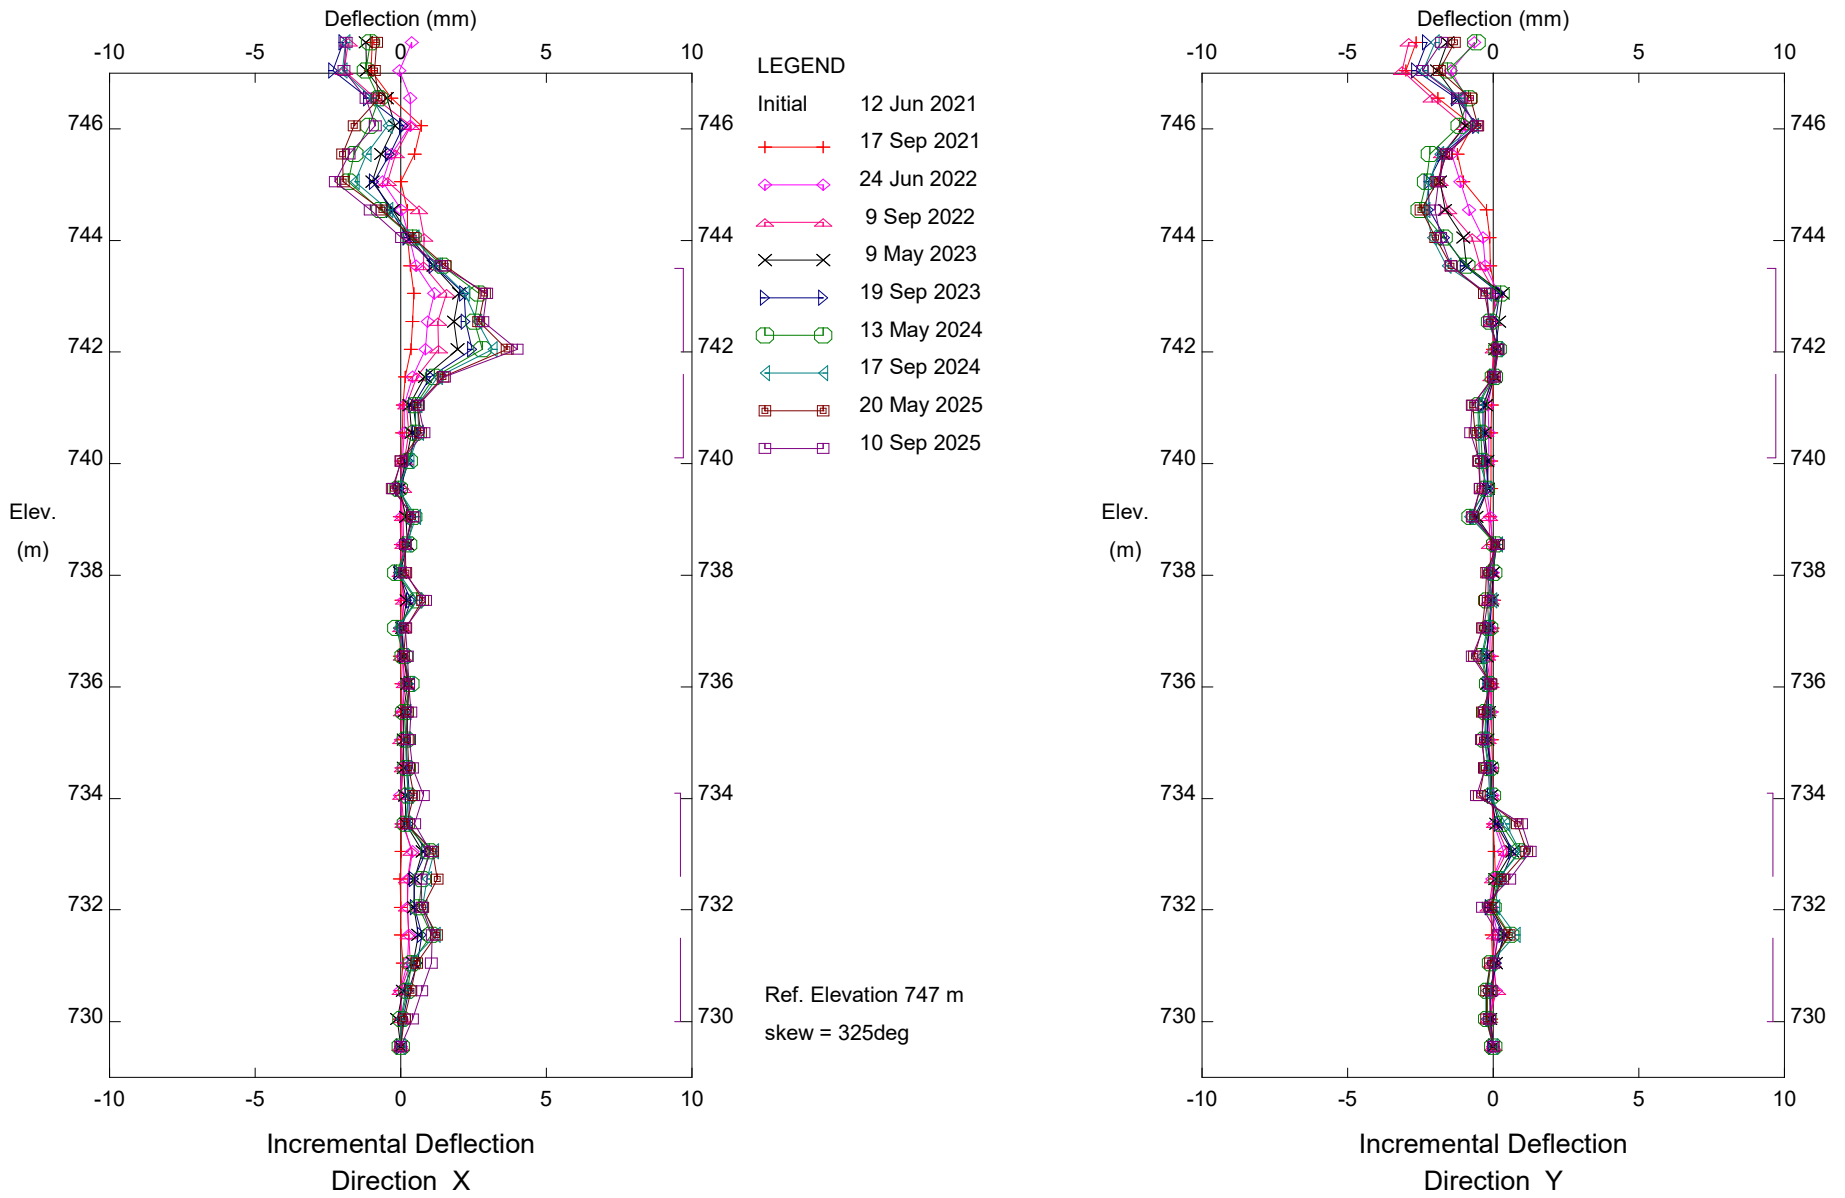 Deflection (mm)
-10 -5 0 5 10
LEGEND
Initial 12 Jun 2021
17 Sep 2021
24 Jun 2022
9 Sep 2022
9 May 2023
19 Sep 2023
13 May 2024
17 Sep 2024
20 May 2025
10 Sep 2025
746 746
744 744
742 742
740 740
Elev.
(m)
738 738
736 736
734 734
732 732
730 730
-10 -5 0 5 10
Incremental Deflection
Direction X
Ref. Elevation 747 m
skew = 325deg
Deflection (mm)
-10 -5 0 5 10
746 746
744 744
742 742
740 740
Elev.
(m)
738 738
736 736
734 734
732 732
730 730
-10 -5 0 5 10
Incremental Deflection
Direction Y